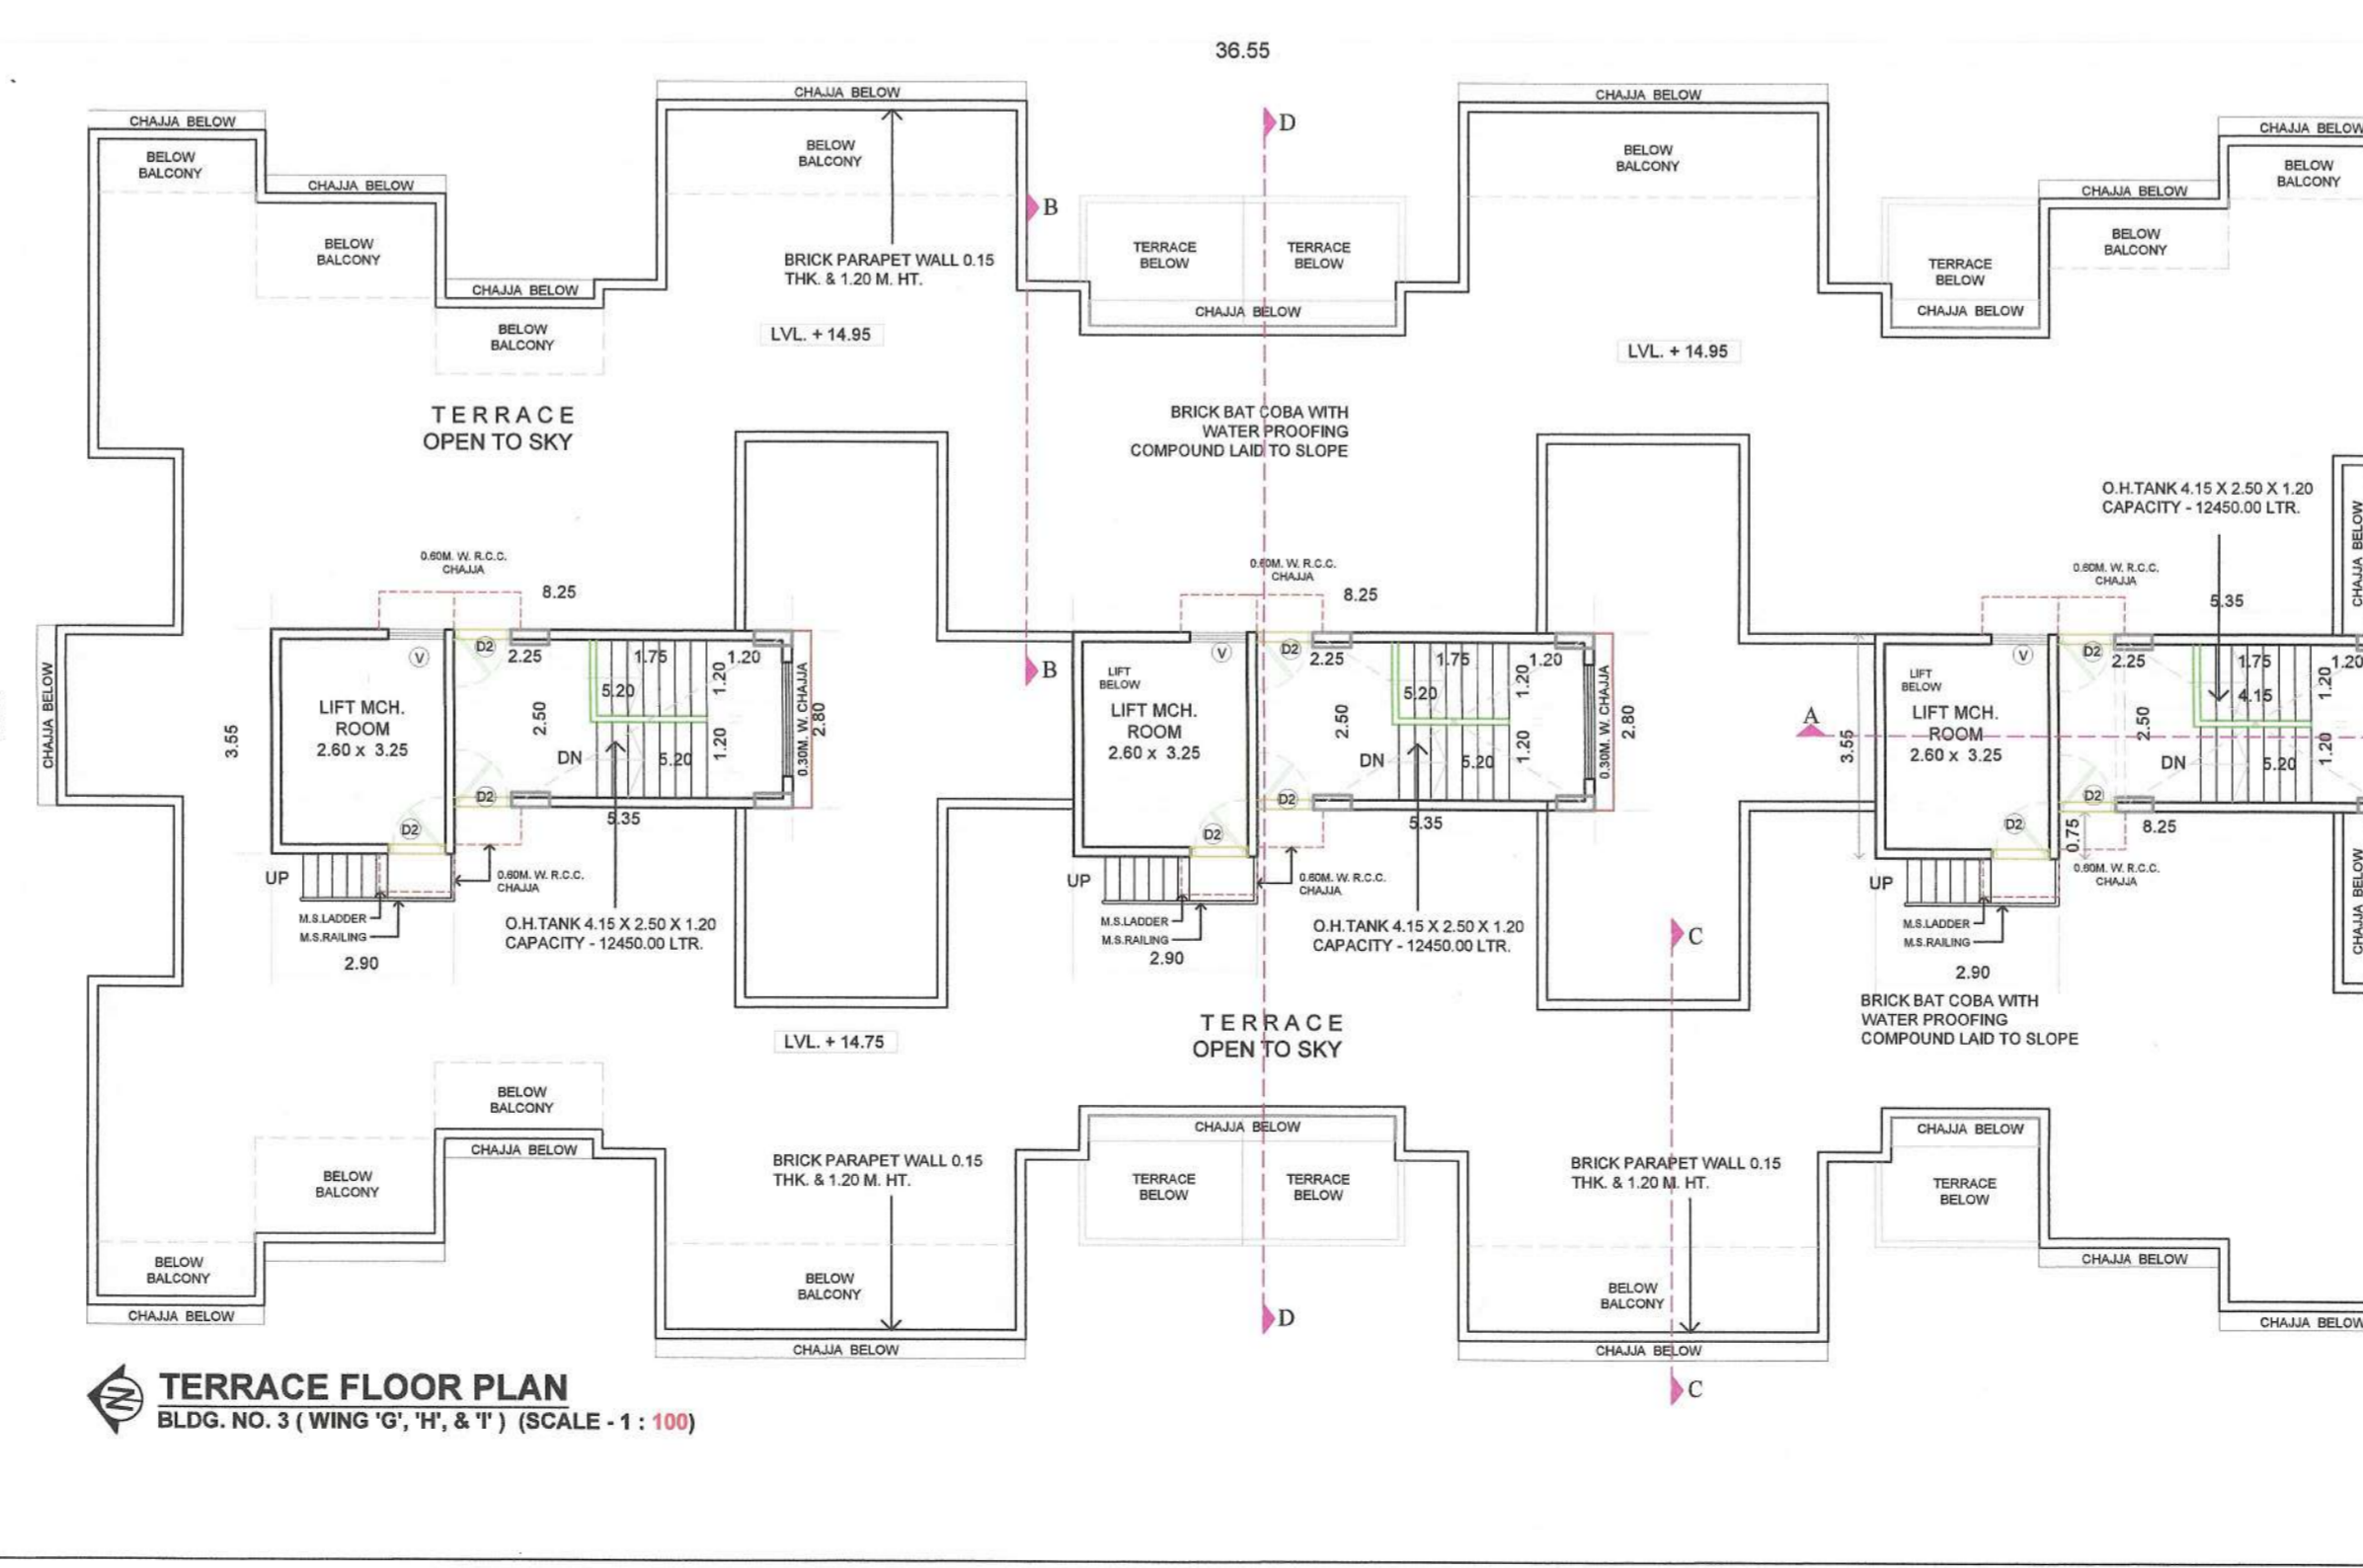 36.55
CHAJJA BELOW
CHAJJA BELOW
CHAJJA BELOW
CHAJJA BELOW
D
BELOW
BALCONY
BELOW
BALCONY
BELOW
BALCONY
BELOW
BALCONY
CHAJJA BELOW
CHAJJA BELOW
B
BELOW
BALCONY
BELOW
BALCONY
TERRACE
BELOW
TERRACE
BELOW
TERRACE
BELOW
BRICK PARAPET WALL 0.15
THK. & 1.20 M. HT.
CHAJJA BELOW
CHAJJA BELOW
CHAJJA BELOW
BELOW
BALCONY
LVL. + 14.95
LVL. + 14.95
TERRACE
OPEN TO SKY
BRICK BAT COBA WITH
WATER PROOFING
COMPOUND LAID TO SLOPE
O.H.TANK 4.15 X 2.50 X 1.20
CAPACITY - 12450.00 LTR.
CHAJJA BELOW
0.60M. W. R.C.C.
CHAJJA
8.25
0.60M. W. R.C.C.
CHAJJA
8.25
0.60M. W. R.C.C.
CHAJJA
5.35
CHAJJA BELOW
3.55
V
D2
2.25
1.75
1.20
1.20
5.20
LIFT MCH.
ROOM
2.60 x 3.25
2.50
DN
5.20
1.20
0.30M. W. CHAJJA
2.80
D2
D2
5.35
B
LIFT
BELOW
V
D2
2.25
1.75
1.20
1.20
5.20
LIFT MCH.
ROOM
2.60 x 3.25
2.50
DN
5.20
1.20
0.30M. W. CHAJJA
2.80
D2
D2
5.35
A
3.55
LIFT
BELOW
V
D2
2.25
1.75
1.20
1.20
4.15
LIFT MCH.
ROOM
2.60 x 3.25
2.50
DN
5.20
1.20
D2
D2
0.75
8.25
UP
0.60M. W. R.C.C.
CHAJJA
M.S.LADDER
M.S.RAILING
2.90
O.H.TANK 4.15 X 2.50 X 1.20
CAPACITY - 12450.00 LTR.
UP
0.60M. W. R.C.C.
CHAJJA
M.S.LADDER
M.S.RAILING
2.90
O.H.TANK 4.15 X 2.50 X 1.20
CAPACITY - 12450.00 LTR.
C
UP
0.60M. W. R.C.C.
CHAJJA
M.S.LADDER
M.S.RAILING
2.90
CHAJJA BELOW
BRICK BAT COBA WITH
WATER PROOFING
COMPOUND LAID TO SLOPE
LVL. + 14.75
TERRACE
OPEN TO SKY
BELOW
BALCONY
CHAJJA BELOW
CHAJJA BELOW
CHAJJA BELOW
BELOW
BALCONY
BRICK PARAPET WALL 0.15
THK. & 1.20 M. HT.
TERRACE
BELOW
TERRACE
BELOW
BRICK PARAPET WALL 0.15
THK. & 1.20 M. HT.
TERRACE
BELOW
BELOW
BALCONY
BELOW
BALCONY
BELOW
BALCONY
CHAJJA BELOW
CHAJJA BELOW
D
CHAJJA BELOW
CHAJJA BELOW
CHAJJA BELOW
C
N
TERRACE FLOOR PLAN
BLDG. NO. 3 ( WING 'G', 'H', & 'I' ) (SCALE - 1 : 100)